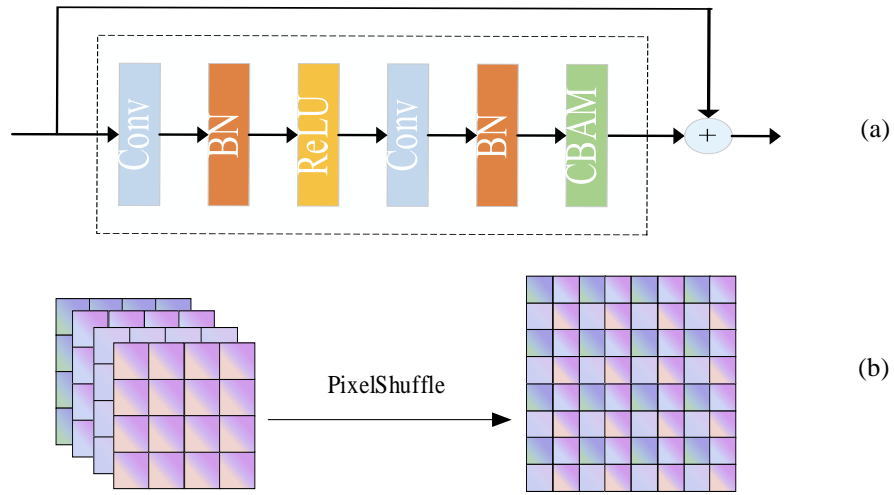 Conv
BN
ReLU
Conv
BN
CBAM
+
(a)
PixelShuffle
(b)